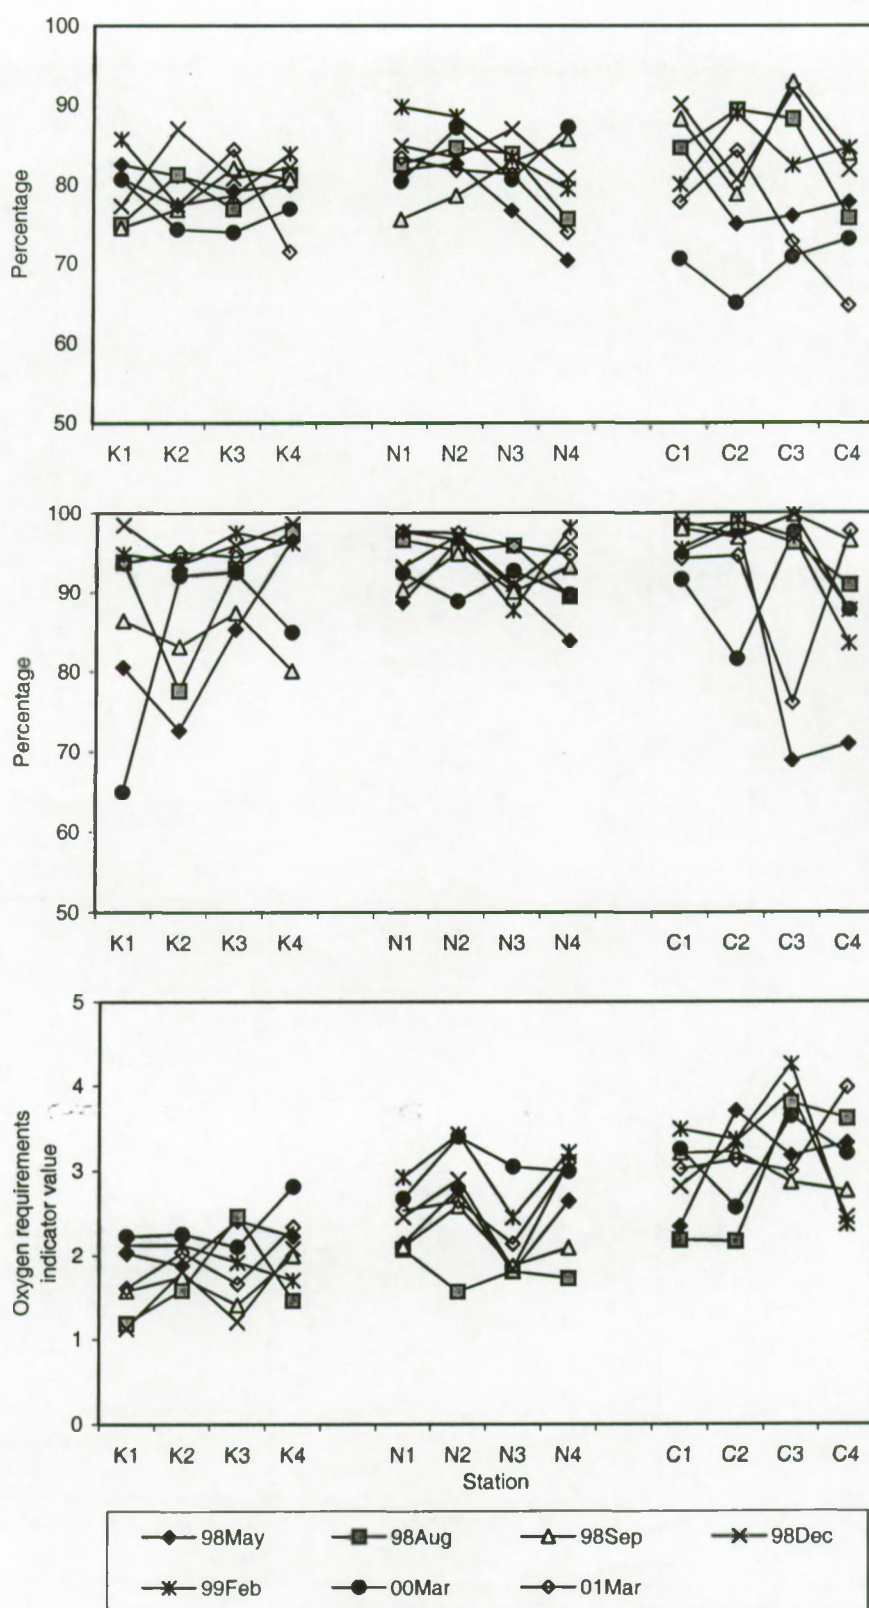 100
90
80
70
60
50
Percentage
K1 K2 K3 K4 N1 N2 N3 N4 C1 C2 C3 C4
100
90
80
70
60
50
Percentage
K1 K2 K3 K4 N1 N2 N3 N4 C1 C2 C3 C4
5
4
3
2
1
0
Oxygen requirements
indicator value
K1 K2 K3 K4 N1 N2 N3 N4 C1 C2 C3 C4
Station
98May 98Aug 98Sep 98Dec
99Feb 00Mar 01Mar